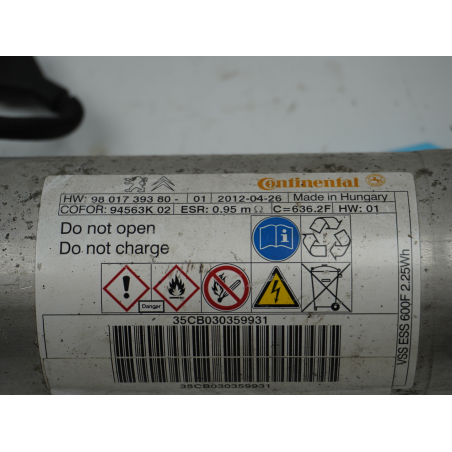 Continental
HW: 98 017 393 80- 01 2012-04-26 Made in Hungary
COFOR: 94563K 02 ESR: 0.95 m Ω C=636.2F HW: 01
Do not open
Do not charge
Danger
35CB030359931
35CB030359931
VSS ESS 600F 2.25Wh